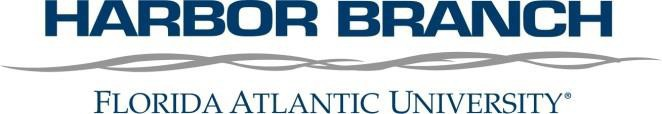 HARBOR BRANCH
FLORIDA ATLANTIC UNIVERSITY®